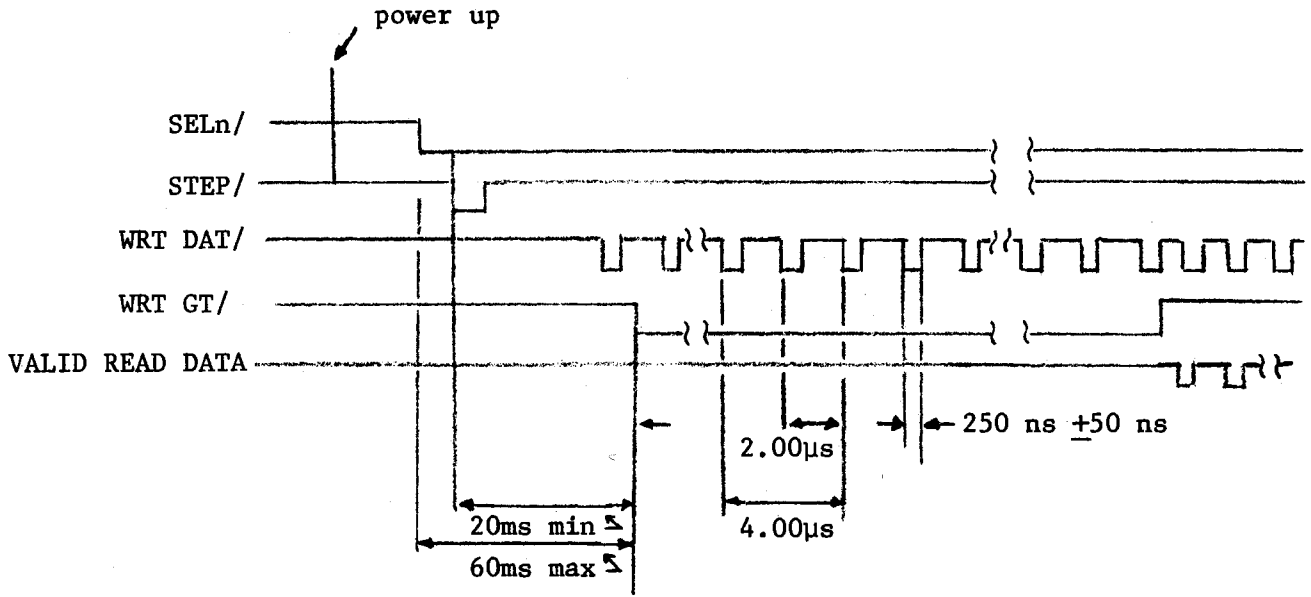 power up
SELn/
STEP/
WRT DAT/
WRT GT/
VALID READ DATA
250 ns ±50 ns
2.00µs
20ms min
4.00µs
60ms max